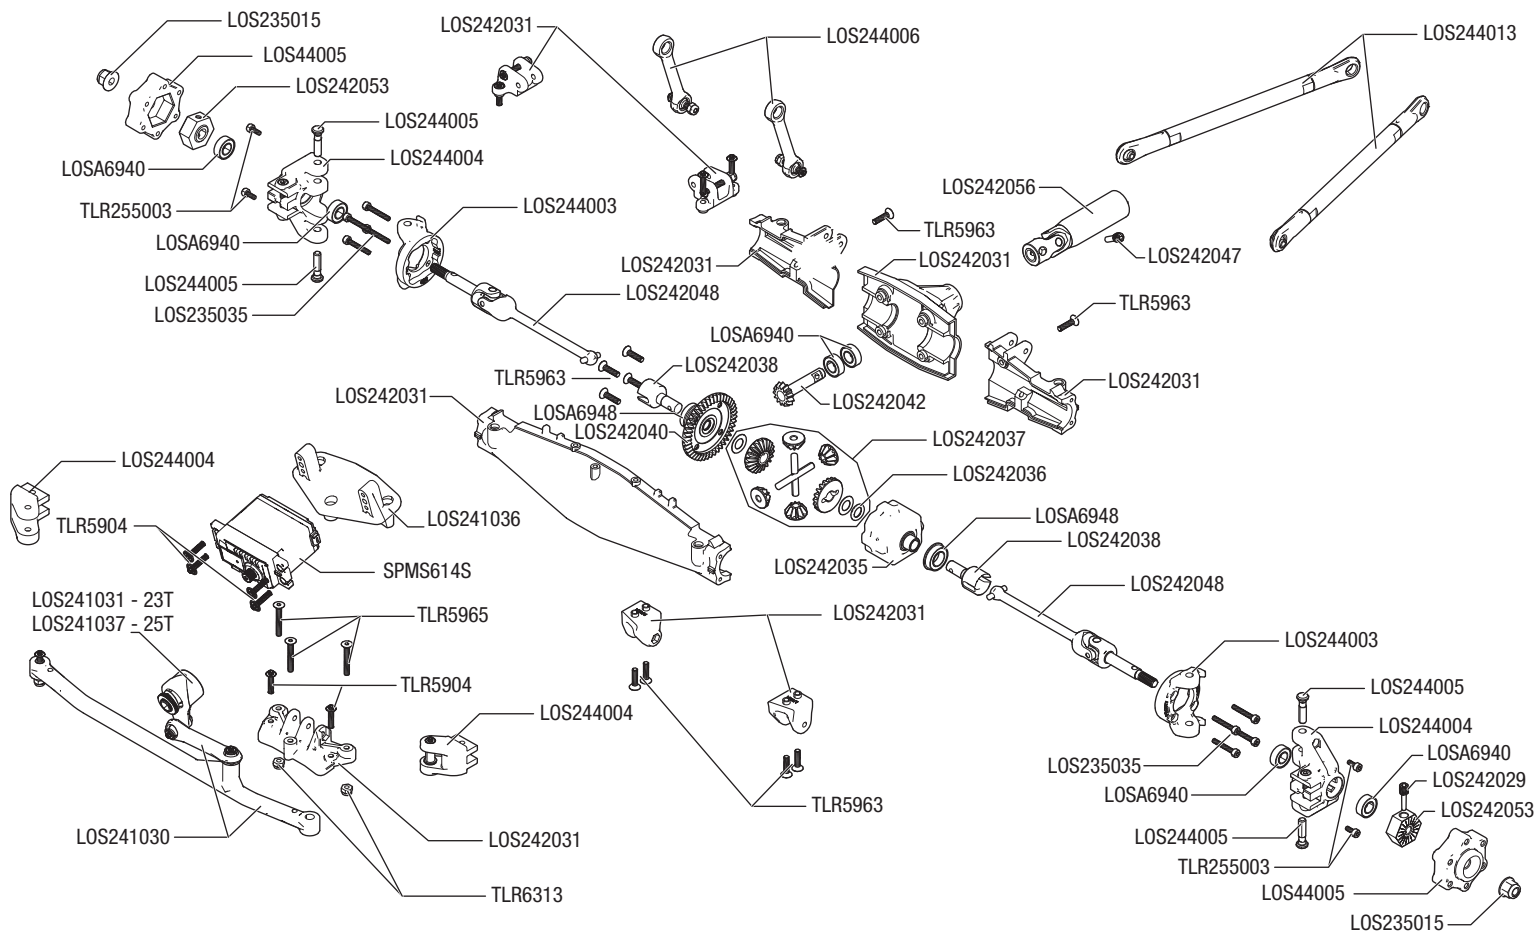 LOS235015
LOS44005
LOS242053
LOS244005
LOS244004
LOSA6940
TLR255003
LOSA6940
LOS244005
LOS235035
LOS242031
LOS244006
LOS244013
LOS244003
LOS242056
TLR5963
LOS242047
LOS242031
LOS242031
LOS242048
TLR5963
LOSA6940
LOS242038
TLR5963
LOS242031
LOS242031
LOS242042
LOSA6948
LOS242040
LOS242037
LOS244004
LOS242036
TLR5904
LOS241036
LOSA6948
LOS242038
LOS242035
SPMS614S
LOS242048
LOS241031 - 23T
LOS241037 - 25T
TLR5965
LOS242031
LOS244003
TLR5904
LOS244005
LOS244004
LOS244004
LOSA6940
LOS235035
LOS242029
LOSA6940
TLR5963
LOS242053
LOS241030
LOS242031
LOS244005
TLR255003
TLR6313
LOS44005
LOS235015